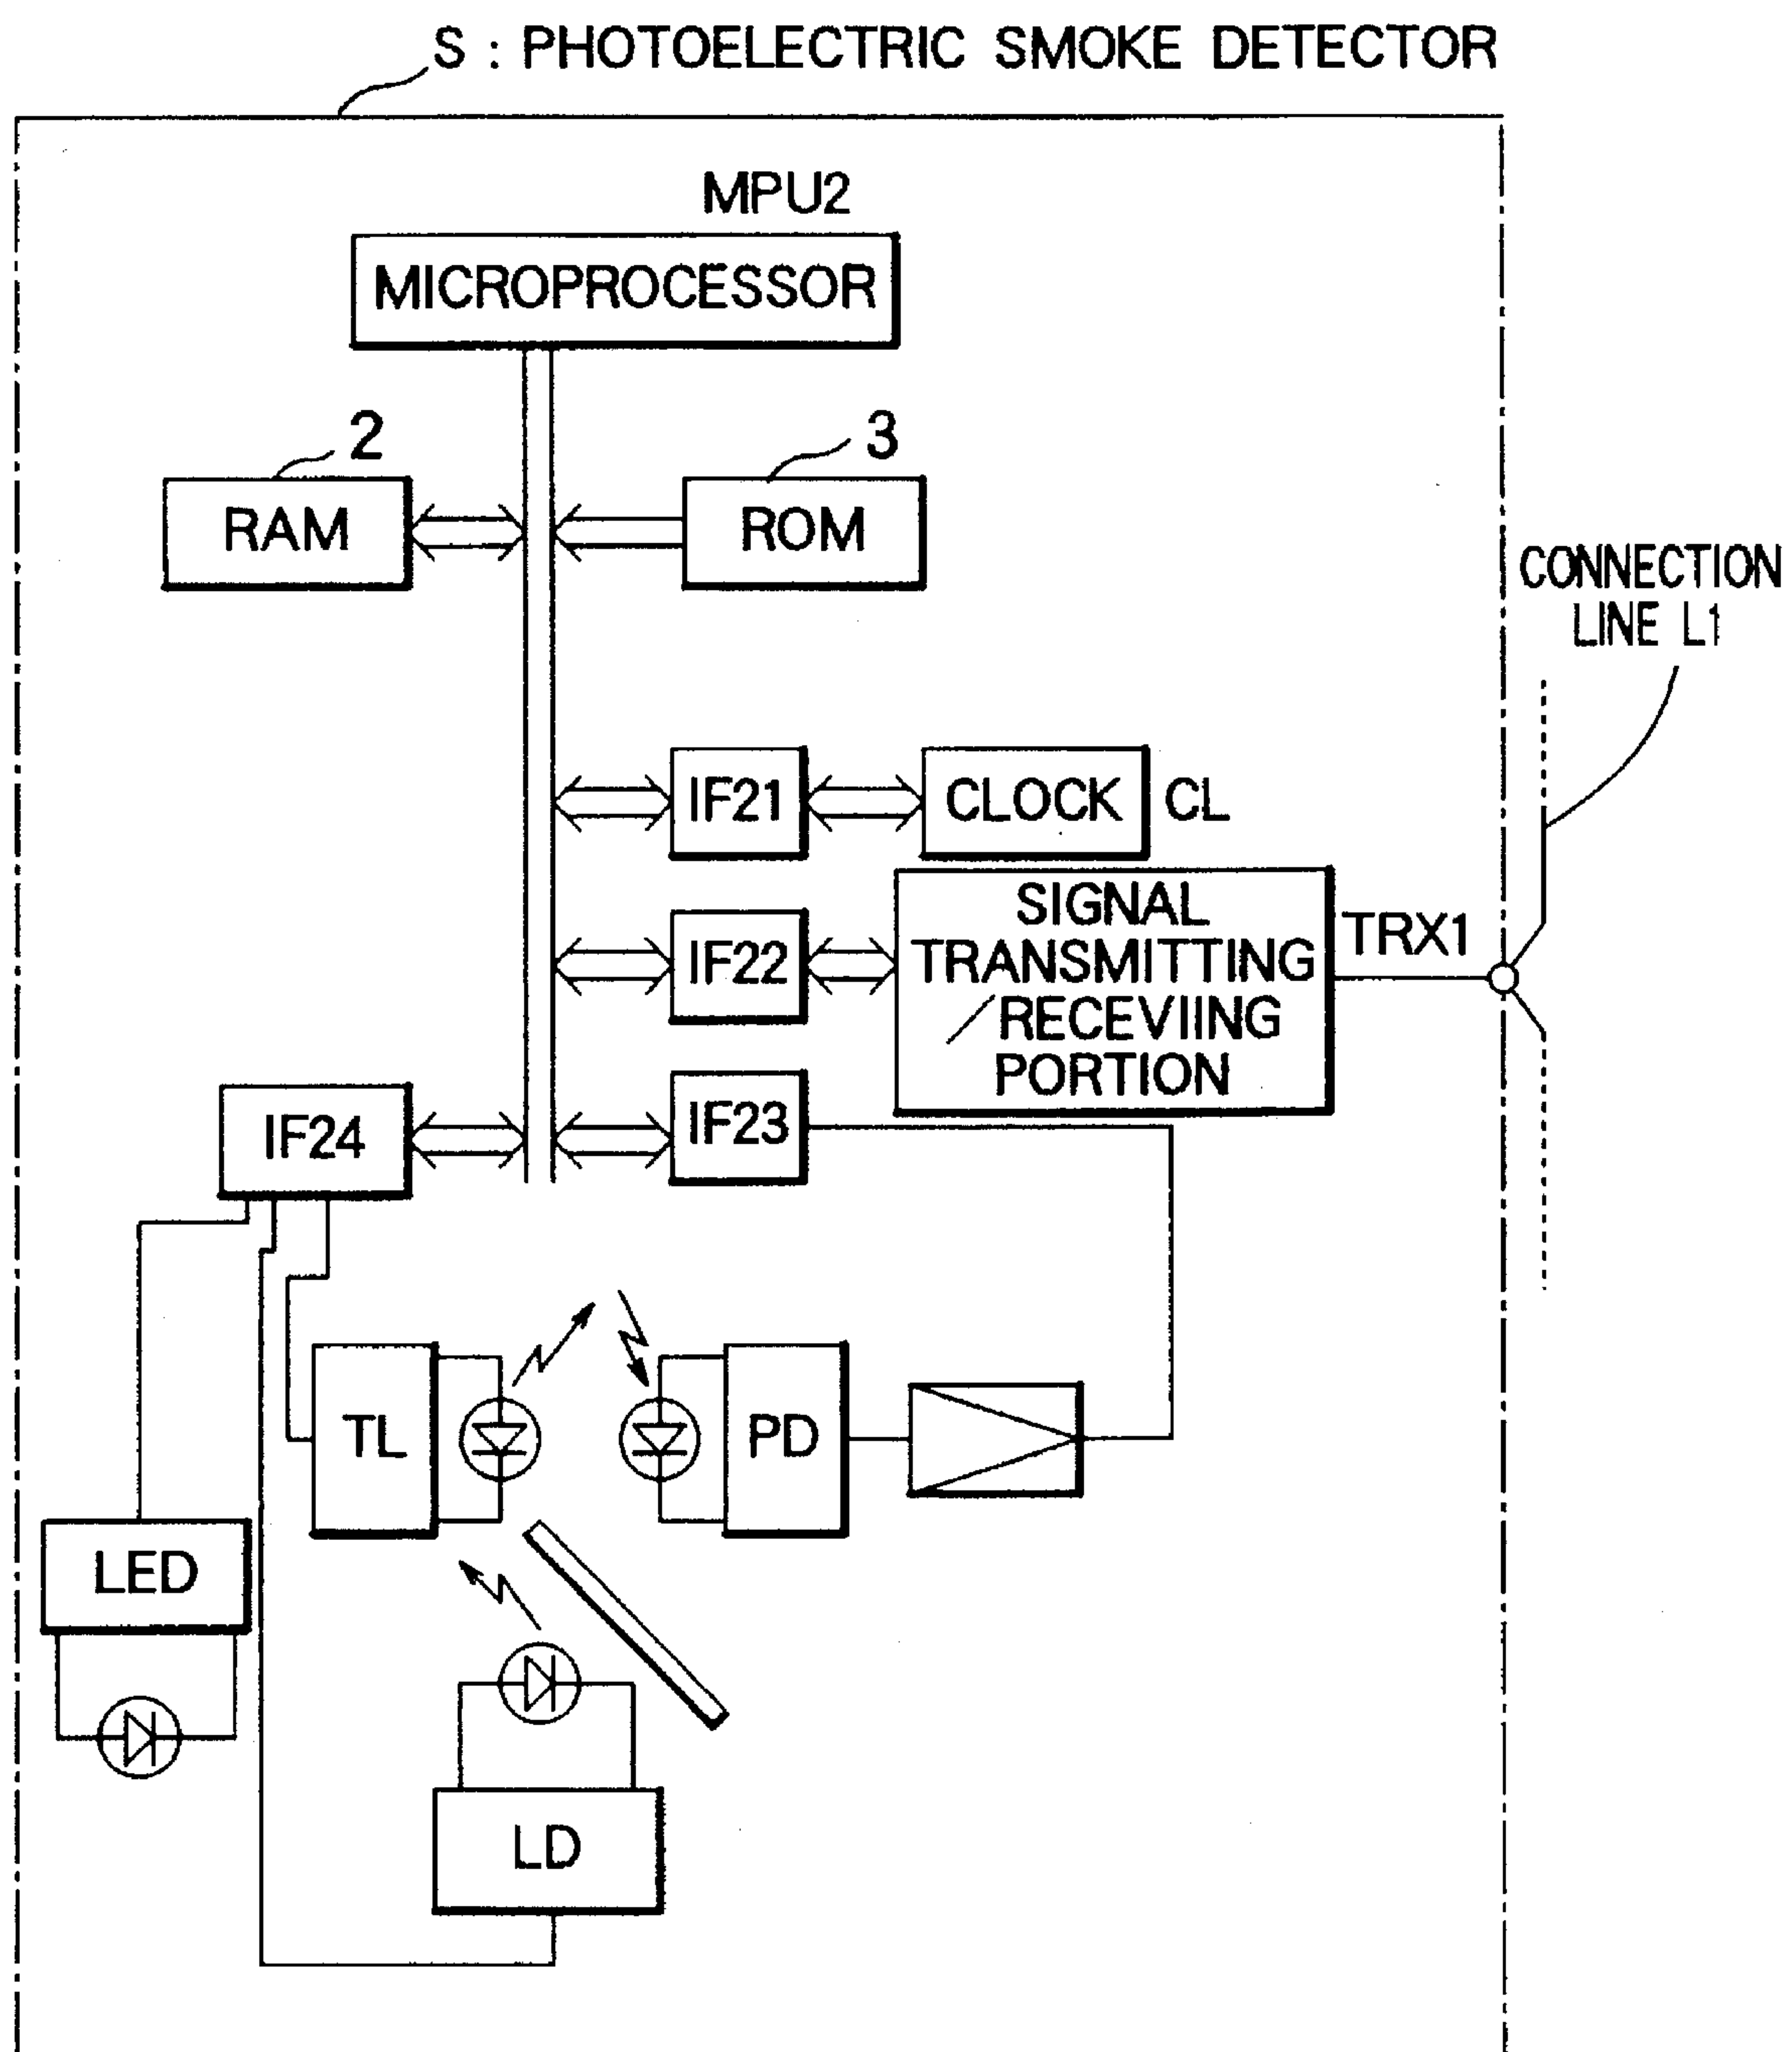 S : PHOTOELECTRIC SMOKE DETECTOR
MPU2
MICROPROCESSOR
2
3
RAM
ROM
CONNECTION
LINE L1
IF21
CLOCK
CL
SIGNAL
TRANSMITTING
/RECEVIING
PORTION
TRX1
IF22
IF23
IF24
TL
PD
LED
LD